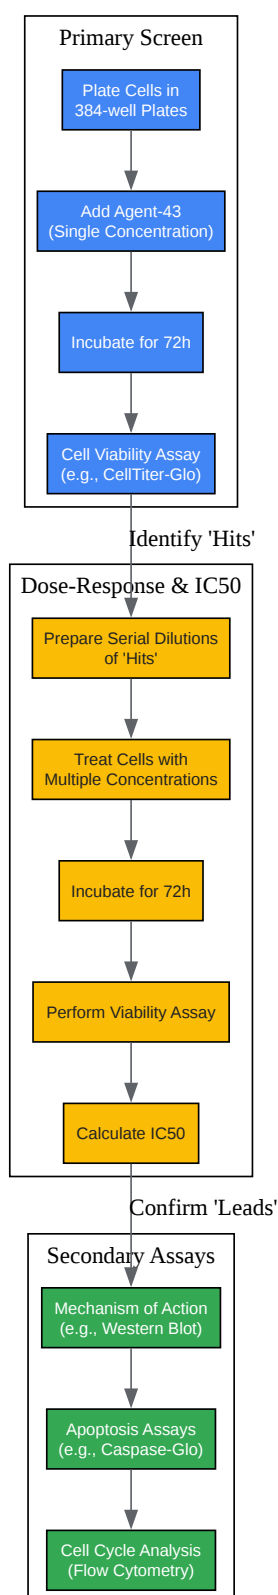 Primary Screen
Plate Cells in
384-well Plates
Add Agent-43
(Single Concentration)
Incubate for 72h
Cell Viability Assay
(e.g., CellTiter-Glo)
Identify 'Hits'
Dose-Response & IC50
Prepare Serial Dilutions
of 'Hits'
Treat Cells with
Multiple Concentrations
Incubate for 72h
Perform Viability Assay
Calculate IC50
Confirm 'Leads'
Secondary Assays
Mechanism of Action
(e.g., Western Blot)
Apoptosis Assays
(e.g., Caspase-Glo)
Cell Cycle Analysis
(Flow Cytometry)